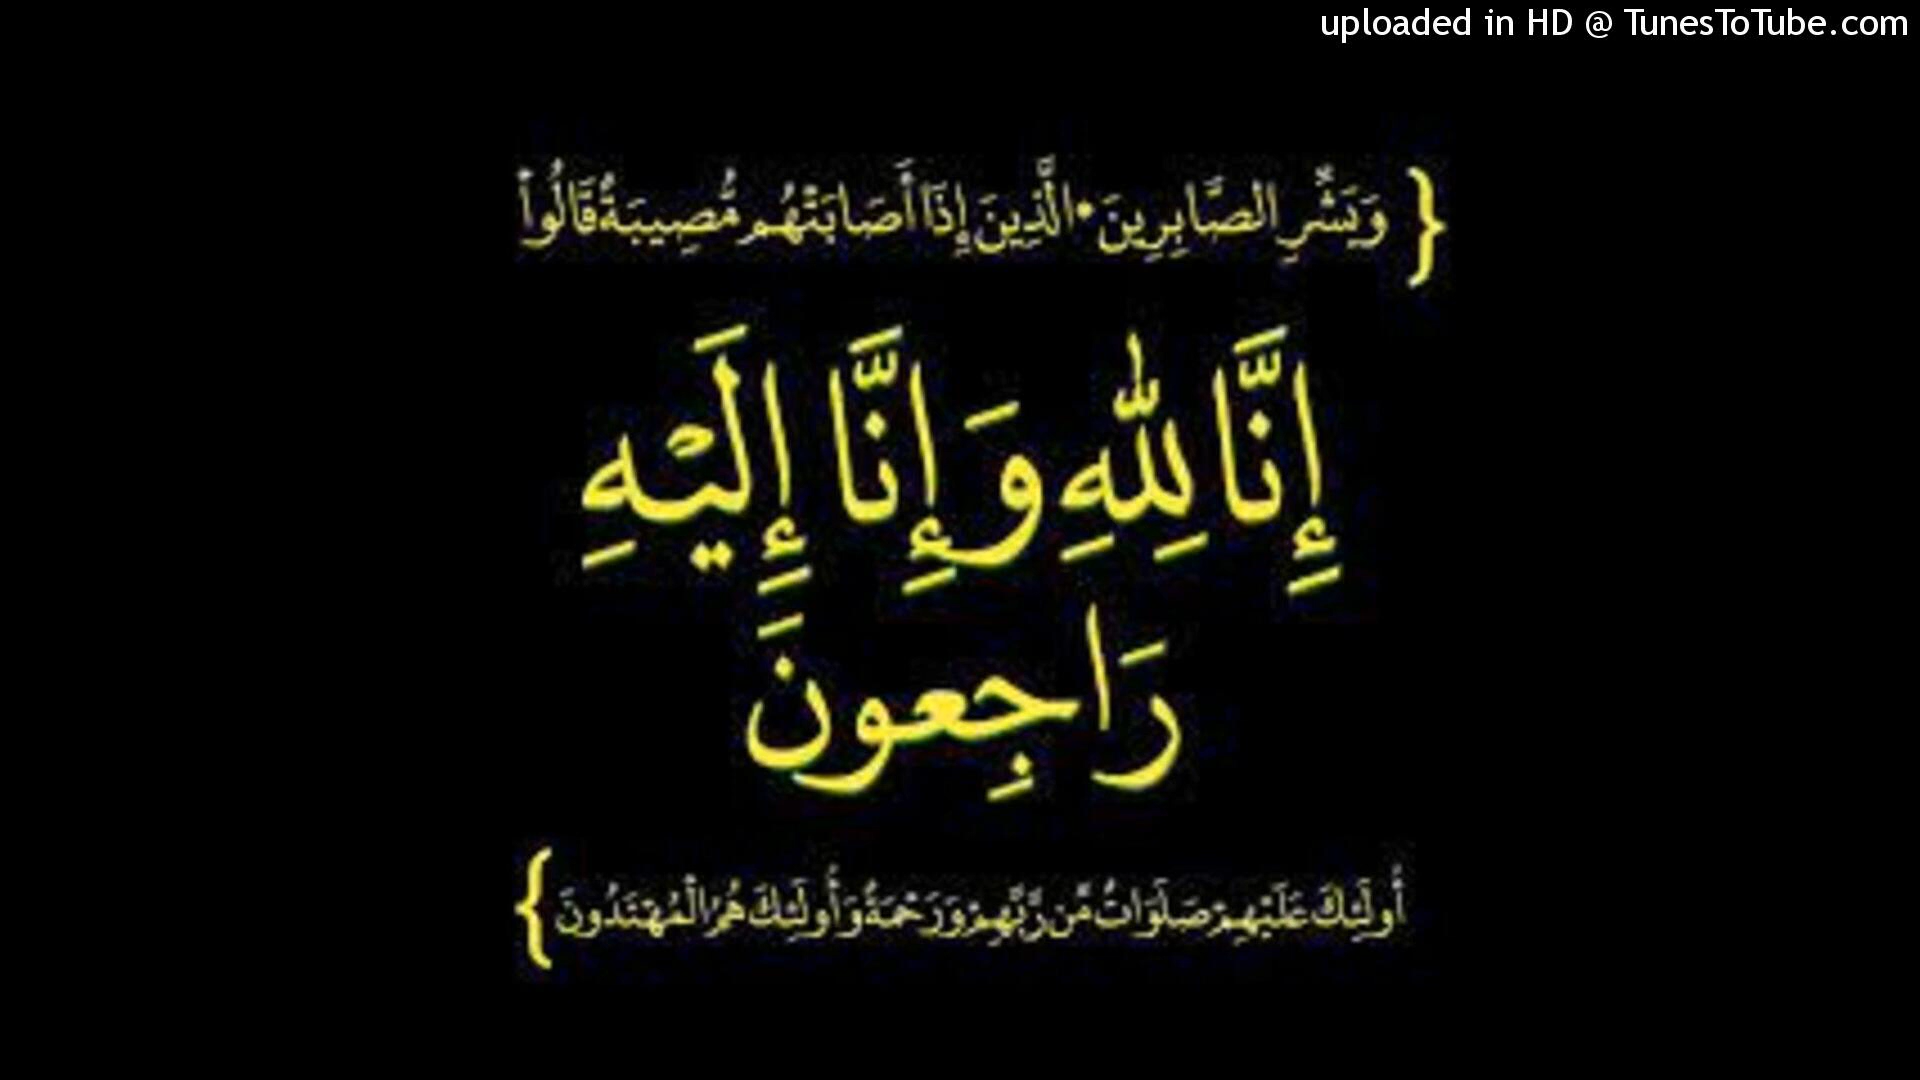 uploaded in HD @ TunesToTube.com
{ وَبَشِّرِ الصَّابِرِينَ • الَّذِينَ إِذَا أَصَابَتْهُم مُّصِيبَةٌ قَالُواْ
إِنَّا لِلّهِ وَإِنَّا إِلَيْهِ
رَاجِعونَ
أُولَئِكَ عَلَيْهِمْ صَلَوَاتٌ مِّن رَّبِّهِمْ وَرَحْمَةٌ وَأُولَئِكَ هُمُ الْمُهْتَدُونَ }